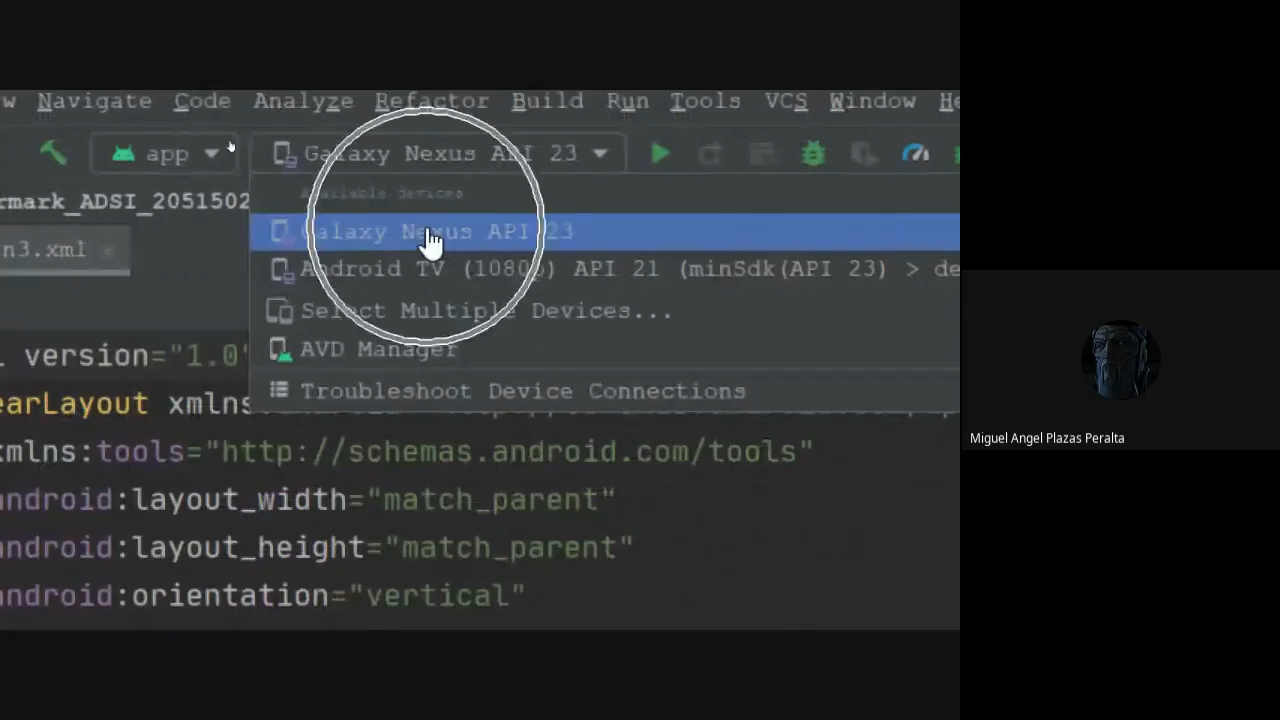 w Navigate Code Analyze Refactor Build Run Tools VCS Window He
app Galaxy Nexus API 23
rmark_ADSI_2051502
Available devices
n3.xml
Galaxy Nexus API 23
Android TV (1080p) API 21 (minSdk(API 23) > de
Select Multiple Devices...
version="1.0"
AVD Manager
Troubleshoot Device Connections
earLayout xmlns
xmlns:tools="http://schemas.android.com/tools"
android:layout_width="match_parent"
android:layout_height="match_parent"
android:orientation="vertical"
Miguel Angel Plazas Peralta